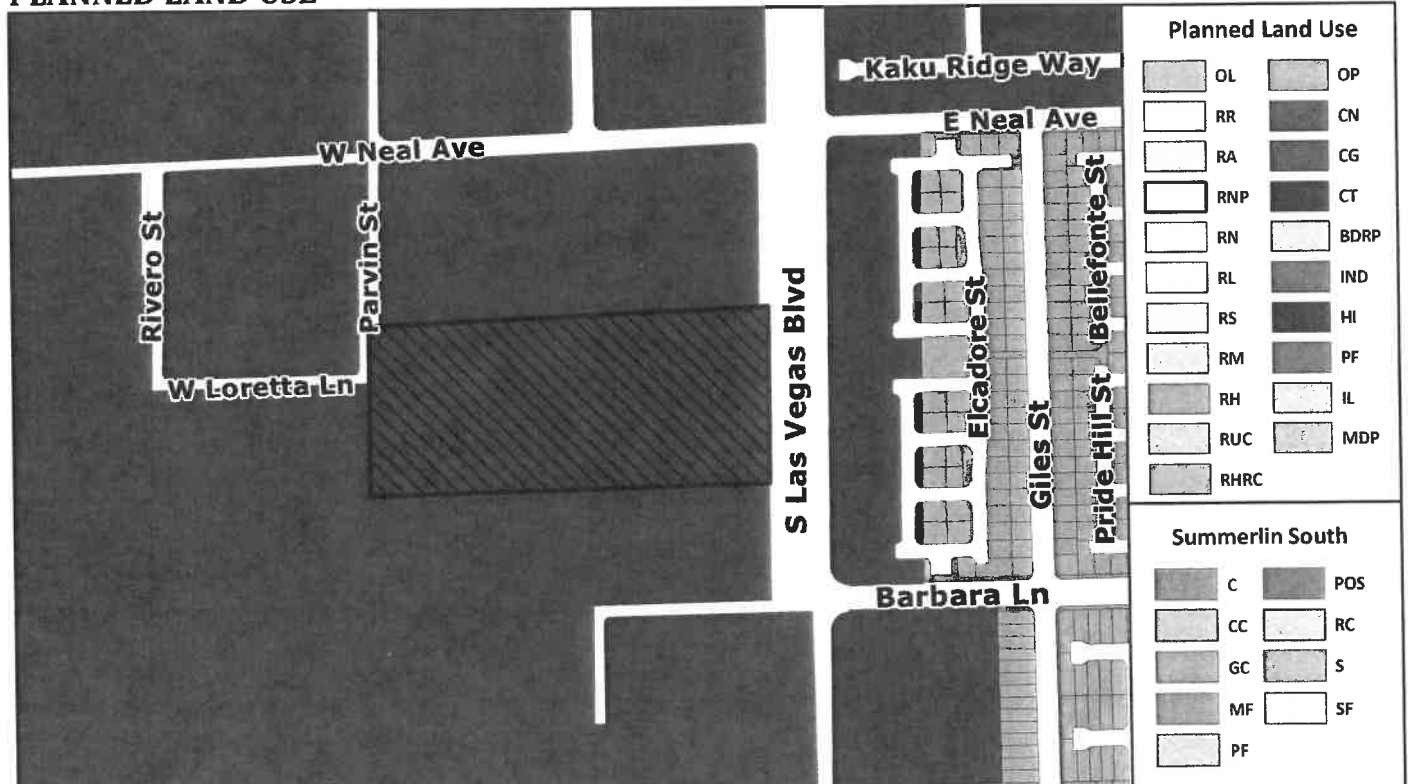 PLANNED LAND USE
Kaku Ridge Way
E Neal Ave
W Neal Ave
Rivero St
Parvin St
W Loretta Ln
S Las Vegas Blvd
Elcadore St
Giles St
Bellefonte St
Pride Hill St
Barbara Ln
Planned Land Use
OL OP
RR CN
RA CG
RNP CT
RN BDRP
RL IND
RS HI
RM PF
RH IL
RUC MDP
RHRC
Summerlin South
C POS
CC RC
GC S
MF SF
PF